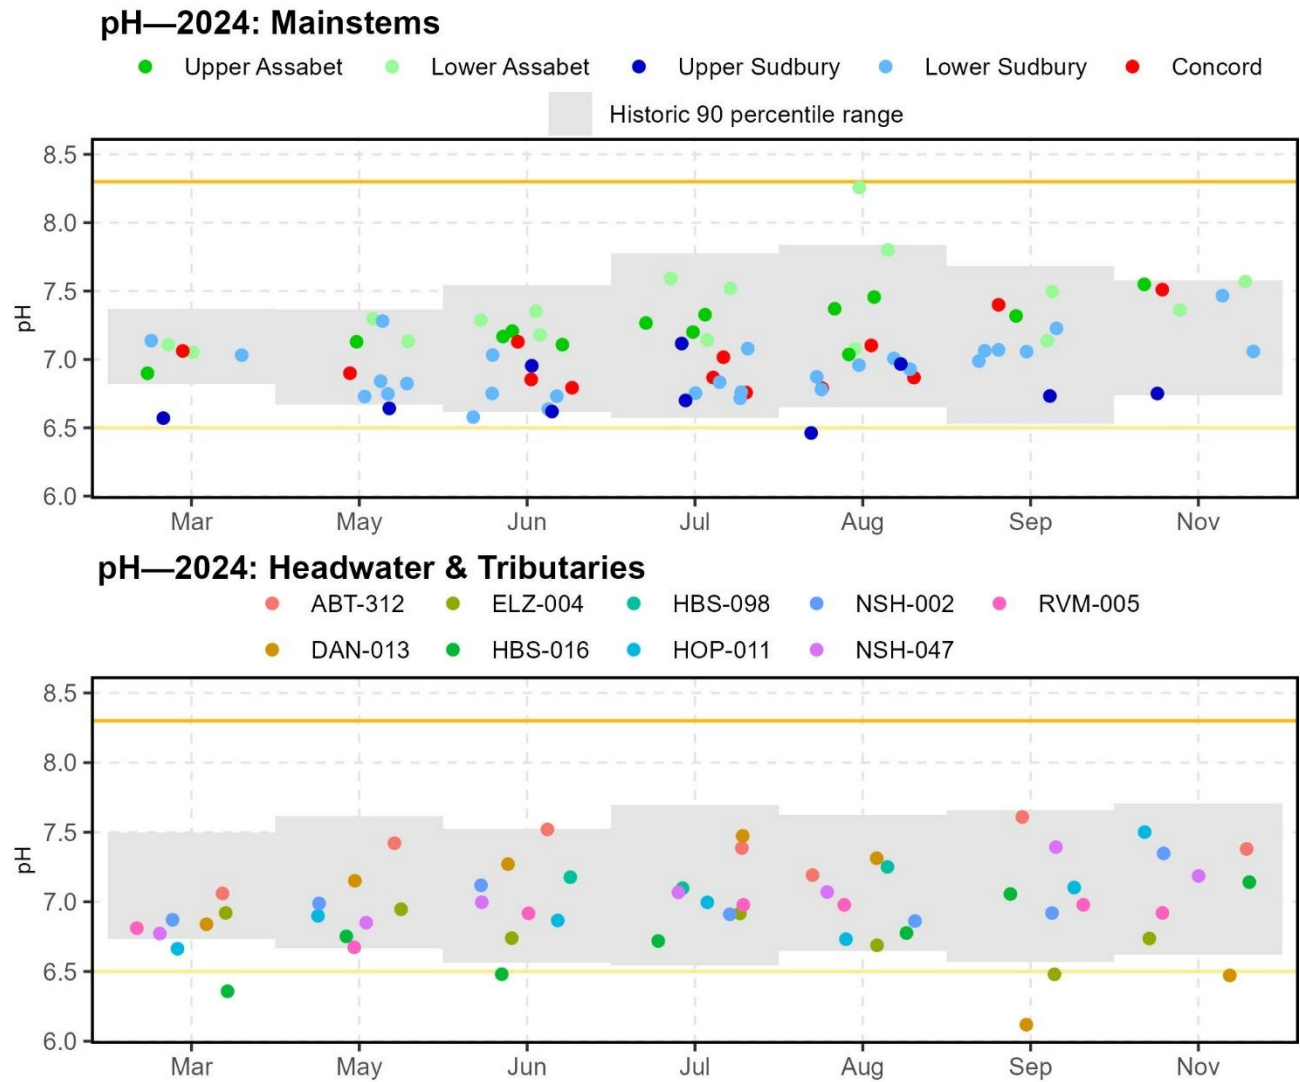 pH—2024: Mainstems
Upper Assabet Lower Assabet Upper Sudbury Lower Sudbury Concord
Historic 90 percentile range
8.5
8.0
7.5
7.0
6.5
6.0
pH
Mar May Jun Jul Aug Sep Nov
pH—2024: Headwater & Tributaries
ABT-312 ELZ-004 HBS-098 NSH-002 RVM-005
DAN-013 HBS-016 HOP-011 NSH-047
8.5
8.0
7.5
7.0
6.5
6.0
pH
Mar May Jun Jul Aug Sep Nov